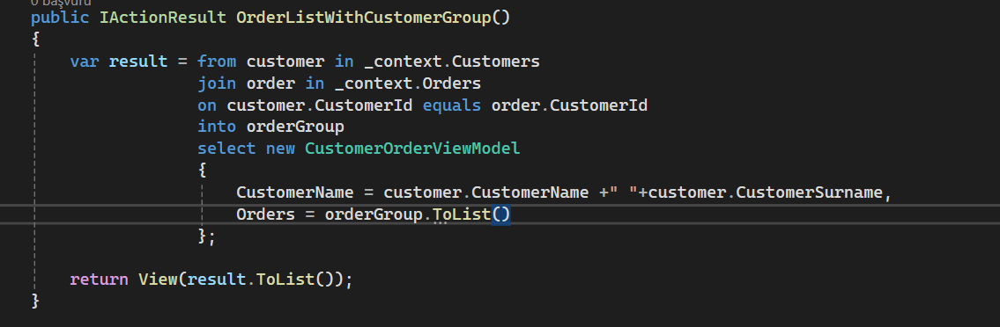 0 başvuru
public IActionResult OrderListWithCustomerGroup()
{
var result = from customer in _context.Customers
join order in _context.Orders
on customer.CustomerId equals order.CustomerId
into orderGroup
select new CustomerOrderViewModel
{
CustomerName = customer.CustomerName +" "+customer.CustomerSurname,
Orders = orderGroup.ToList()
};
return View(result.ToList());
}